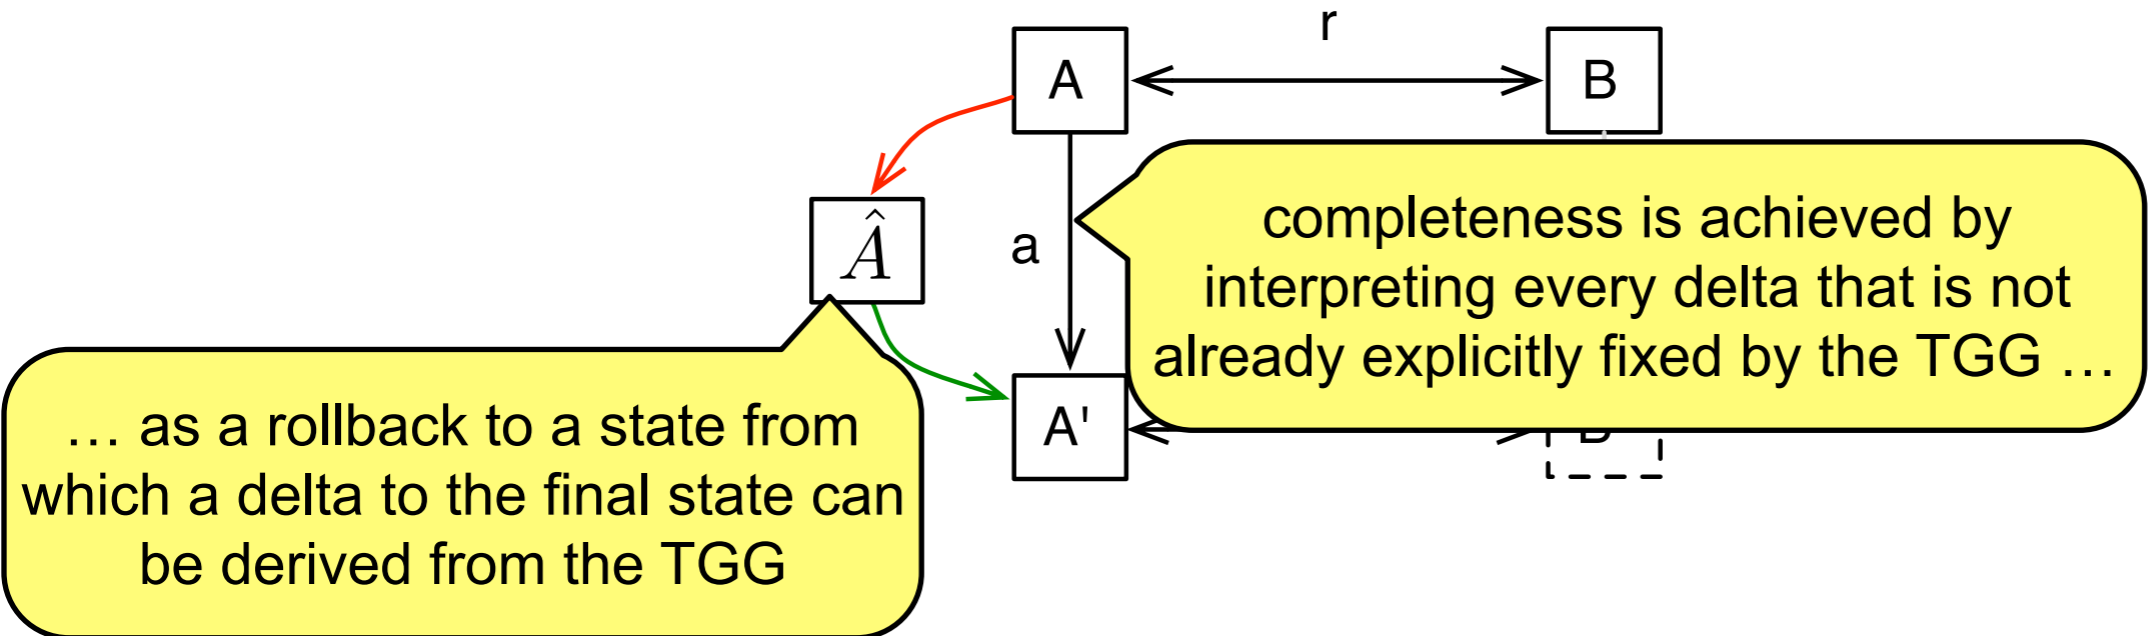 r
A
B
Â
a
completeness is achieved by
interpreting every delta that is not
already explicitly fixed by the TGG …
A'
… as a rollback to a state from
which a delta to the final state can
be derived from the TGG